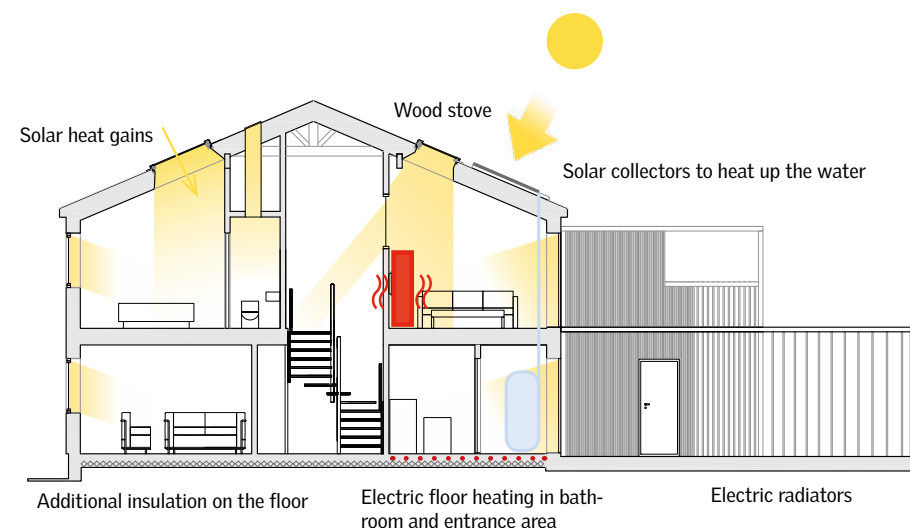 Wood stove
Solar heat gains
Solar collectors to heat up the water
Additional insulation on the floor
Electric floor heating in bath-
room and entrance area
Electric radiators